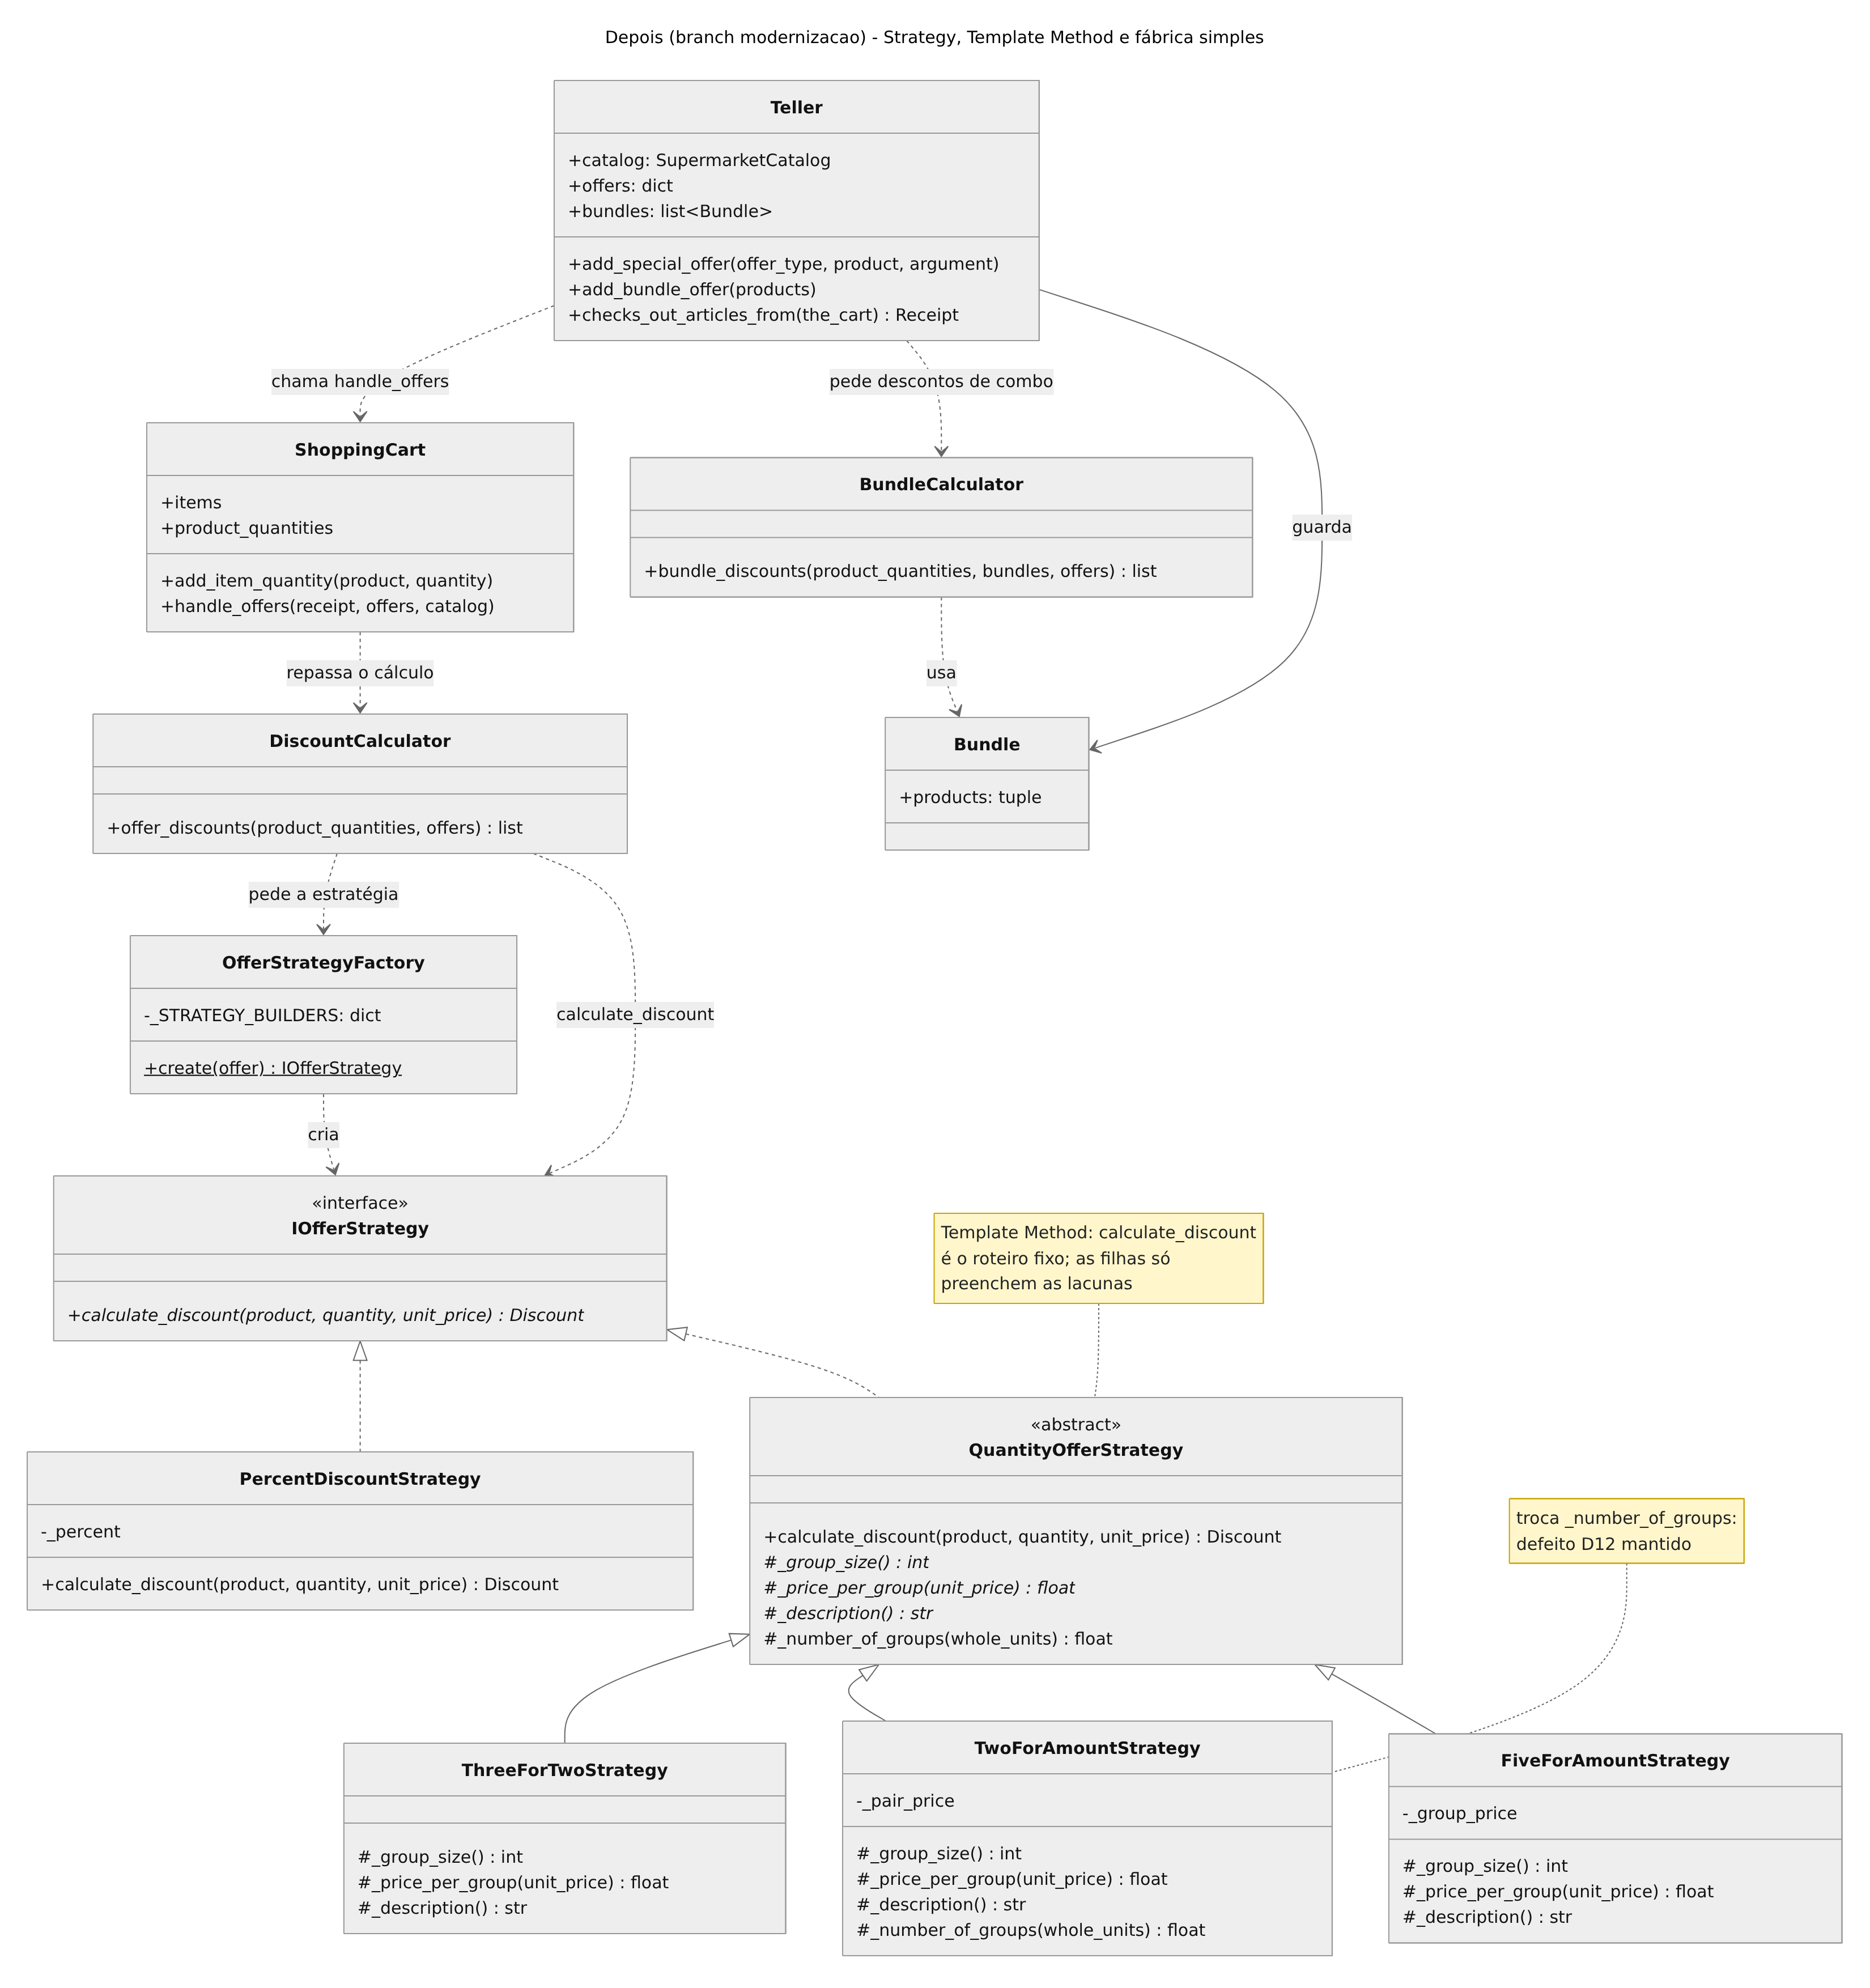 Depois (branch modernizacao) - Strategy, Template Method e fábrica simples
Teller
+catalog: SupermarketCatalog
+offers: dict
+bundles: list<Bundle>
+add_special_offer(offer_type, product, argument)
+add_bundle_offer(products)
+checks_out_articles_from(the_cart) : Receipt
chama handle_offers
pede descontos de combo
guarda
ShoppingCart
+items
+product_quantities
+add_item_quantity(product, quantity)
+handle_offers(receipt, offers, catalog)
BundleCalculator
+bundle_discounts(product_quantities, bundles, offers) : list
repassa o cálculo
usa
DiscountCalculator
+offer_discounts(product_quantities, offers) : list
Bundle
+products: tuple
pede a estratégia
calculate_discount
OfferStrategyFactory
-_STRATEGY_BUILDERS: dict
+create(offer) : IOfferStrategy
cria
«interface»
IOfferStrategy
+calculate_discount(product, quantity, unit_price) : Discount
Template Method: calculate_discount
é o roteiro fixo; as filhas só
preenchem as lacunas
PercentDiscountStrategy
-_percent
+calculate_discount(product, quantity, unit_price) : Discount
«abstract»
QuantityOfferStrategy
+calculate_discount(product, quantity, unit_price) : Discount
#_group_size() : int
#_price_per_group(unit_price) : float
#_description() : str
#_number_of_groups(whole_units) : float
troca _number_of_groups:
defeito D12 mantido
ThreeForTwoStrategy
#_group_size() : int
#_price_per_group(unit_price) : float
#_description() : str
TwoForAmountStrategy
-_pair_price
#_group_size() : int
#_price_per_group(unit_price) : float
#_description() : str
#_number_of_groups(whole_units) : float
FiveForAmountStrategy
-_group_price
#_group_size() : int
#_price_per_group(unit_price) : float
#_description() : str